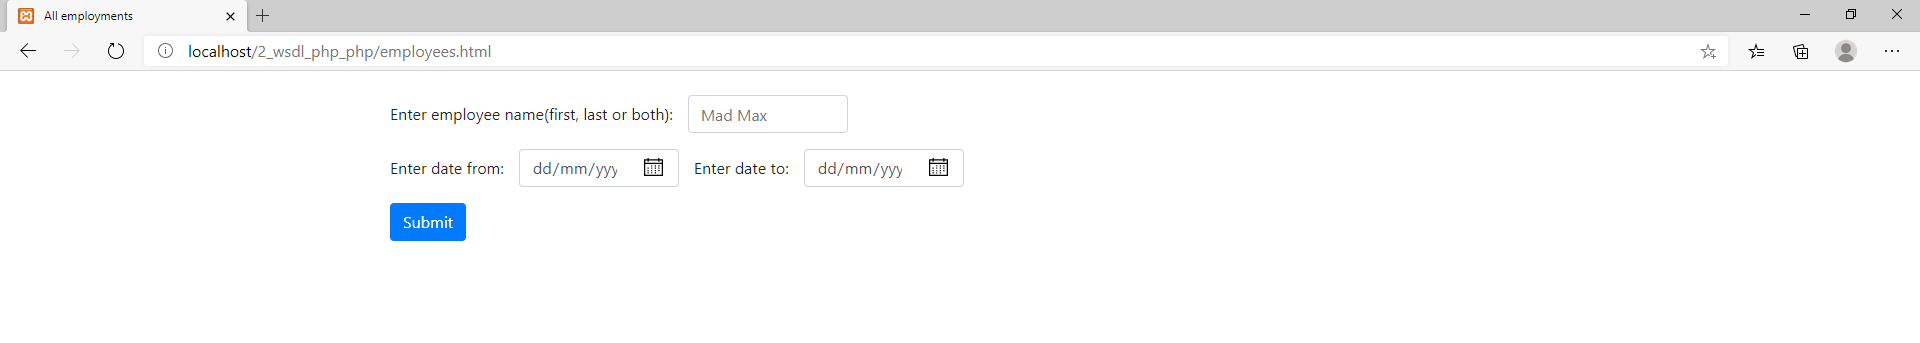 All employments
localhost/2_wsdl_php_php/employees.html
Enter employee name(first, last or both): Mad Max
Enter date from: dd/mm/yyy Enter date to: dd/mm/yyy
Submit